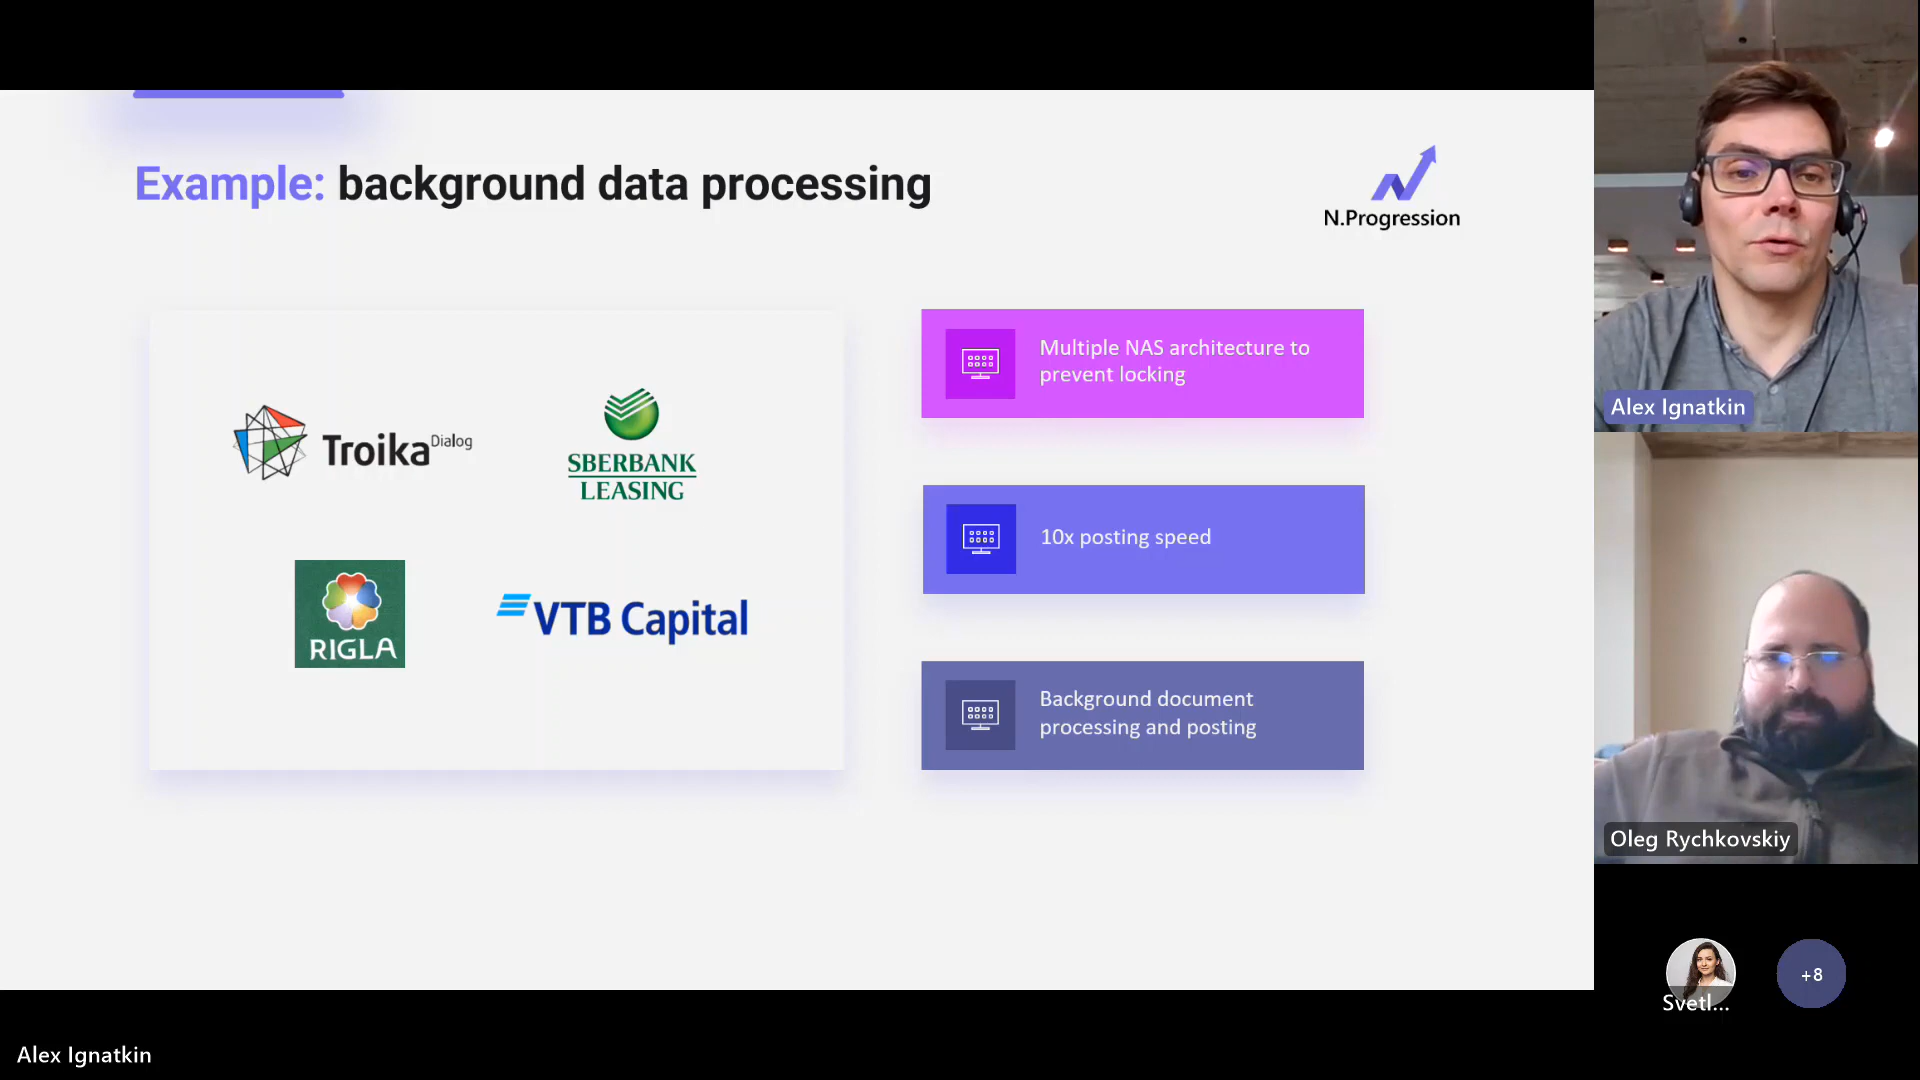 Example: background data processing
N.Progression
Troika Dialog
SBERBANK
LEASING
RIGLA
VTB Capital
Multiple NAS architecture to
prevent locking
10x posting speed
Background document
processing and posting
Alex Ignatkin
Oleg Rychkovskiy
Svetl...
+8
Alex Ignatkin